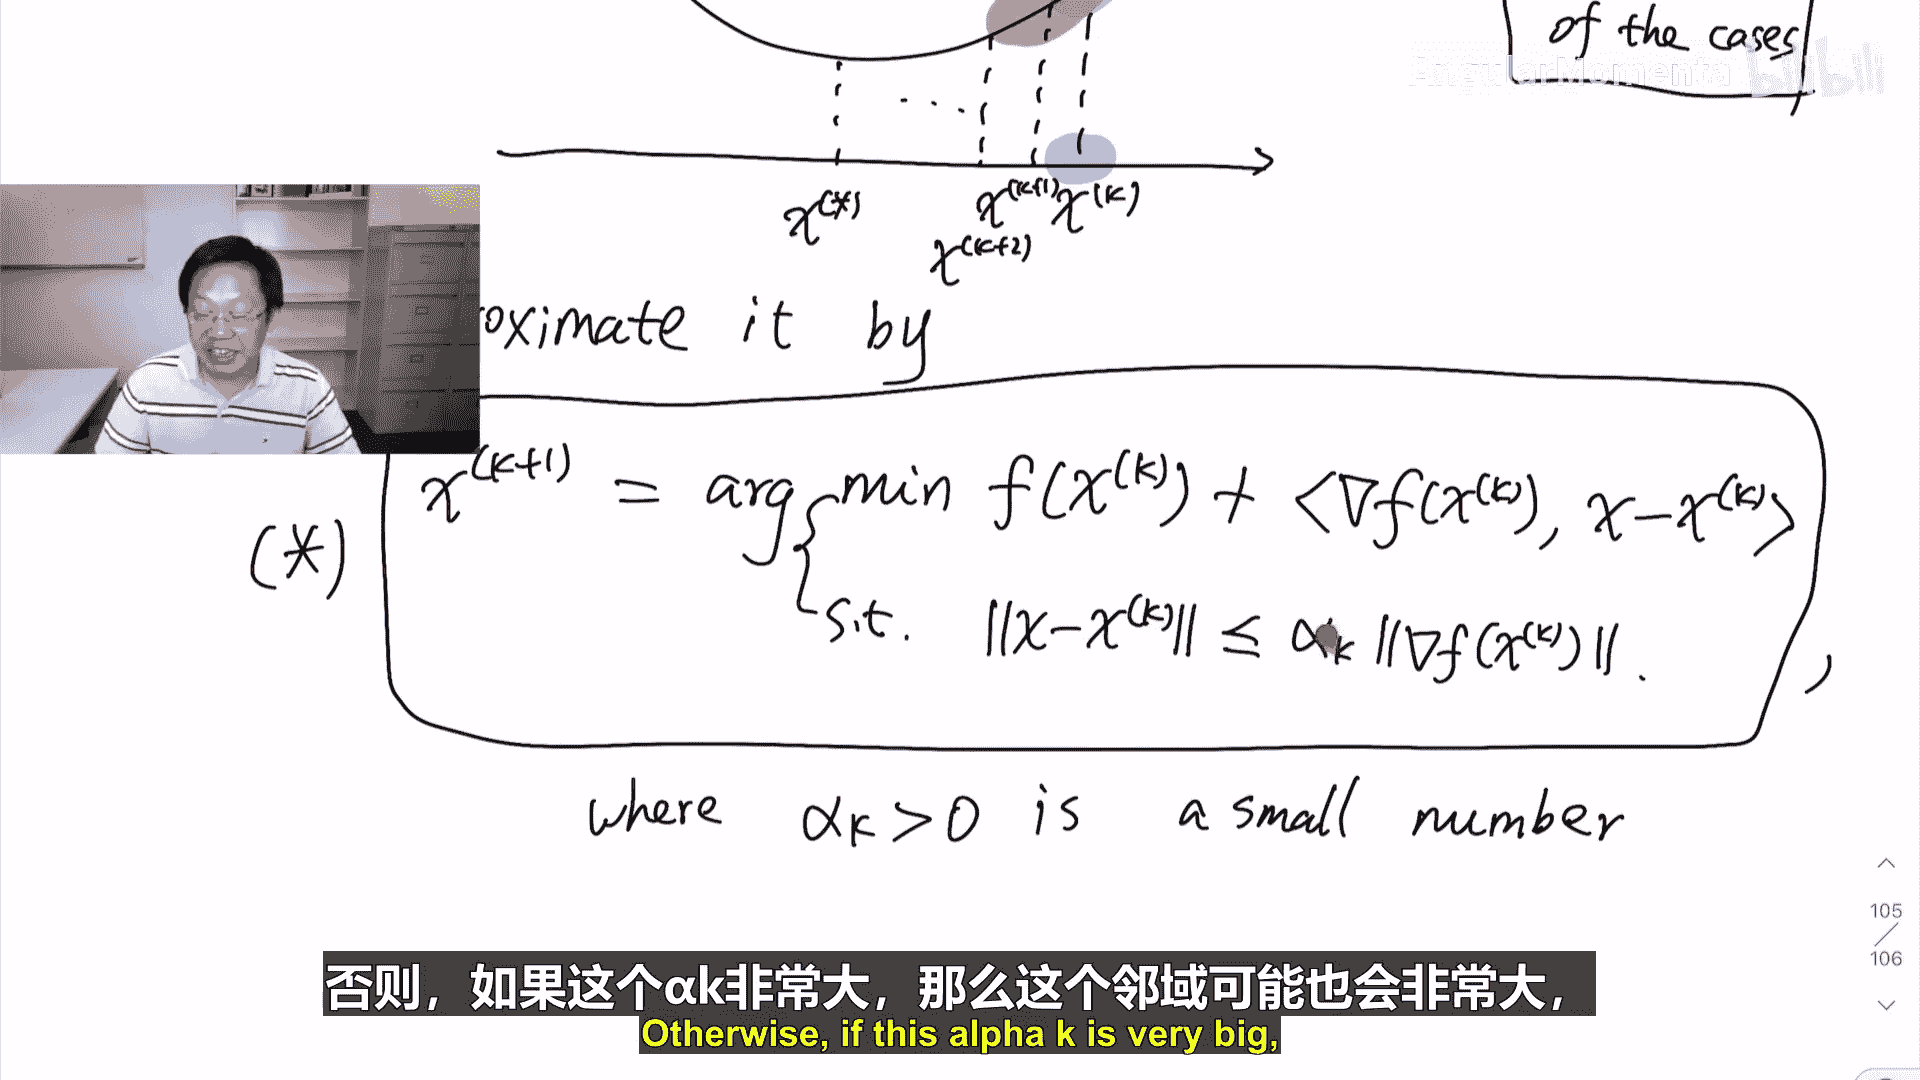 of the cases
AngularMomenta bilibili
x^(*) x^(k+1) x^(k)
x^(k+2)
oximate it by
x^(k+1) = arg min f(x^(k)) + <∇f(x^(k)), x-x^(k)>
(*)
s.t. ||x-x^(k)|| ≤ αk ||∇f(x^(k))||. ,
where αk > 0 is a small number
105
106
否则，如果这个αk非常大，那么这个邻域可能也会非常大，
Otherwise, if this alpha k is very big,